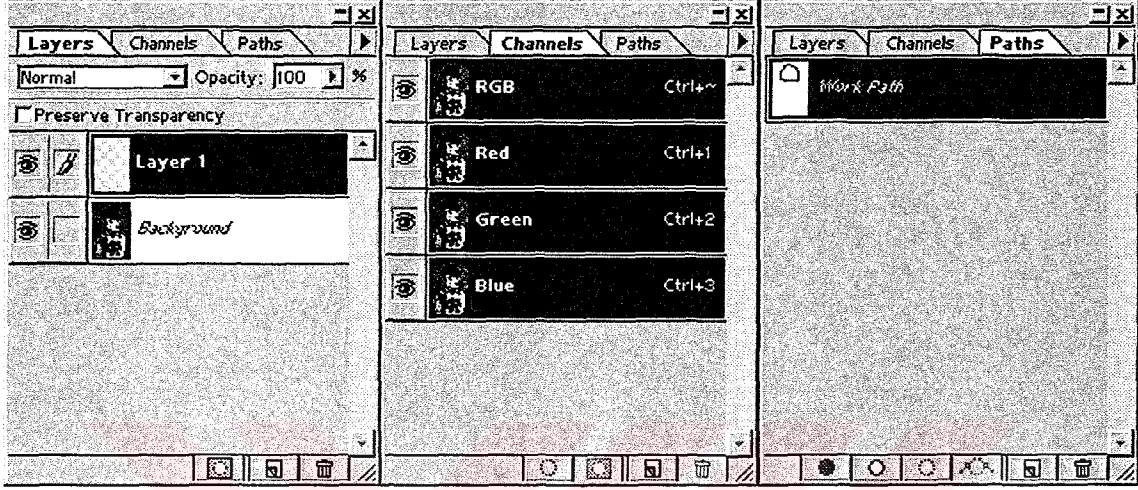 Layers Channels Paths
Normal Opacity: 100 %
Preserve Transparency
Layer 1
Background
Layers Channels Paths
RGB Ctrl+~
Red Ctrl+1
Green Ctrl+2
Blue Ctrl+3
Layers Channels Paths
Work Path